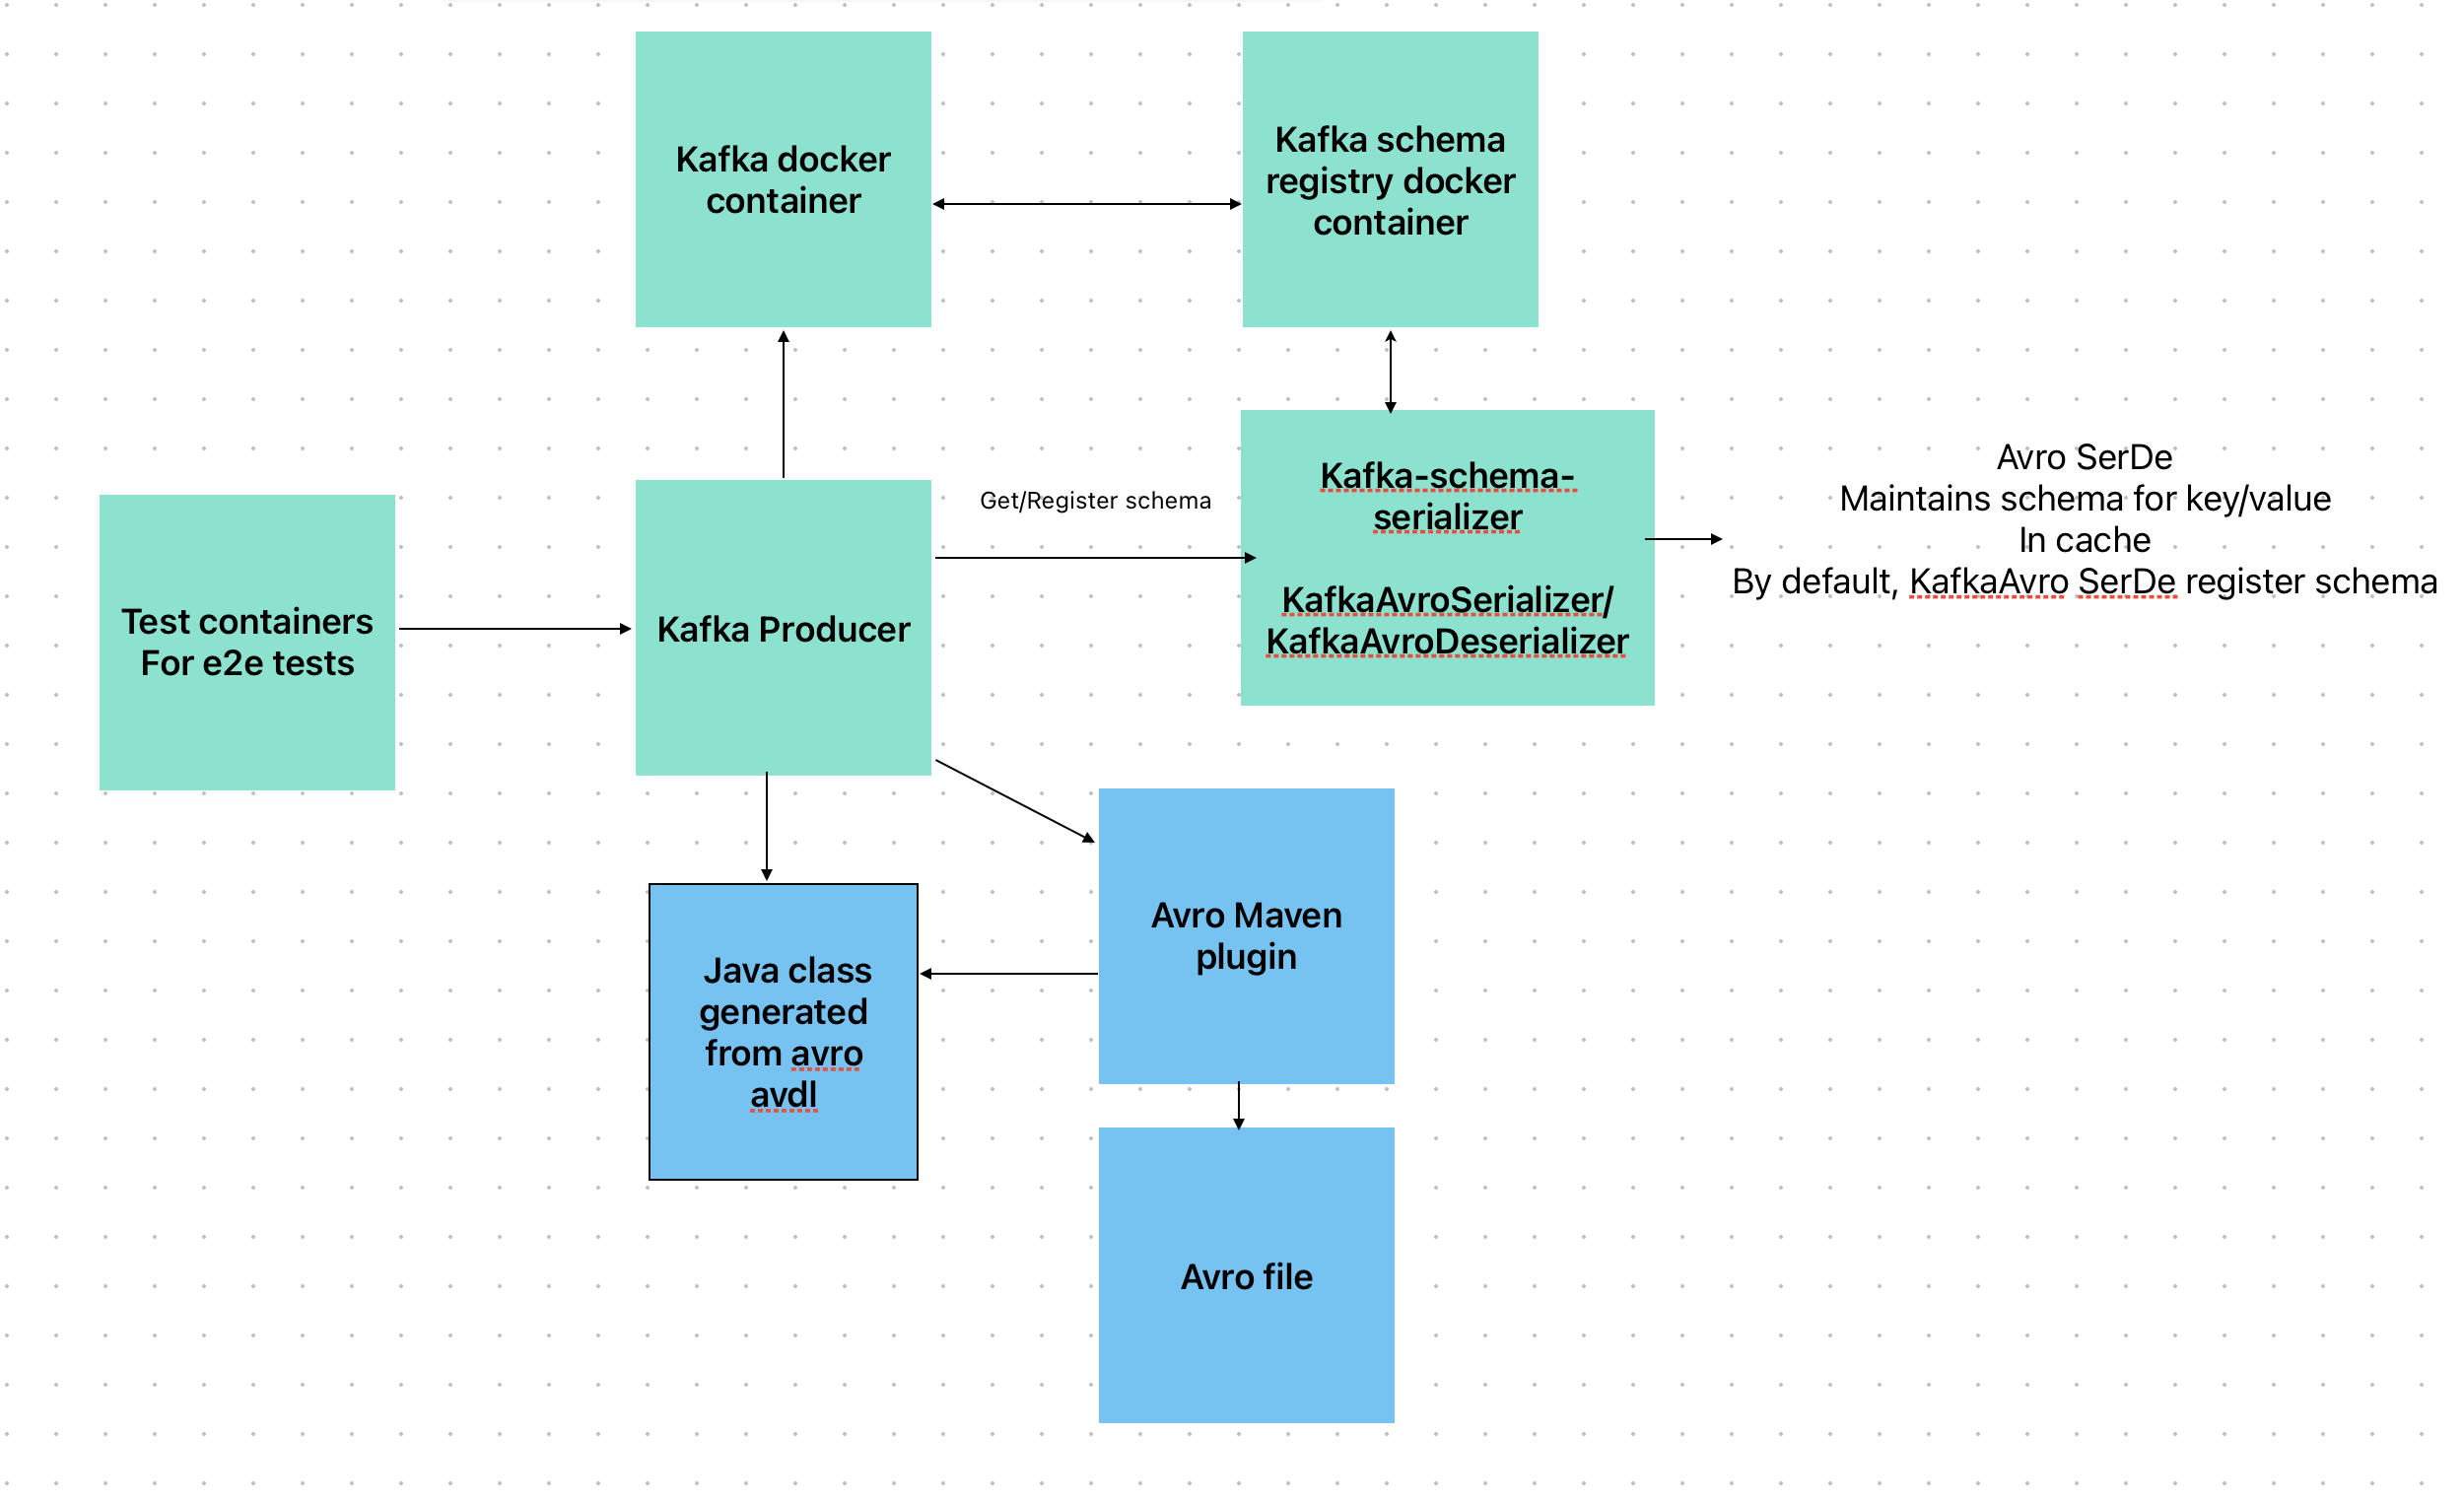 Kafka docker
container
Kafka schema
registry docker
container
Test containers
For e2e tests
Kafka Producer
Get/Register schema
Kafka-schema-
serializer
KafkaAvroSerializer/
KafkaAvroDeserializer
Avro SerDe
Maintains schema for key/value
In cache
By default, KafkaAvro SerDe register schema
Java class
generated
from avro
avdl
Avro Maven
plugin
Avro file